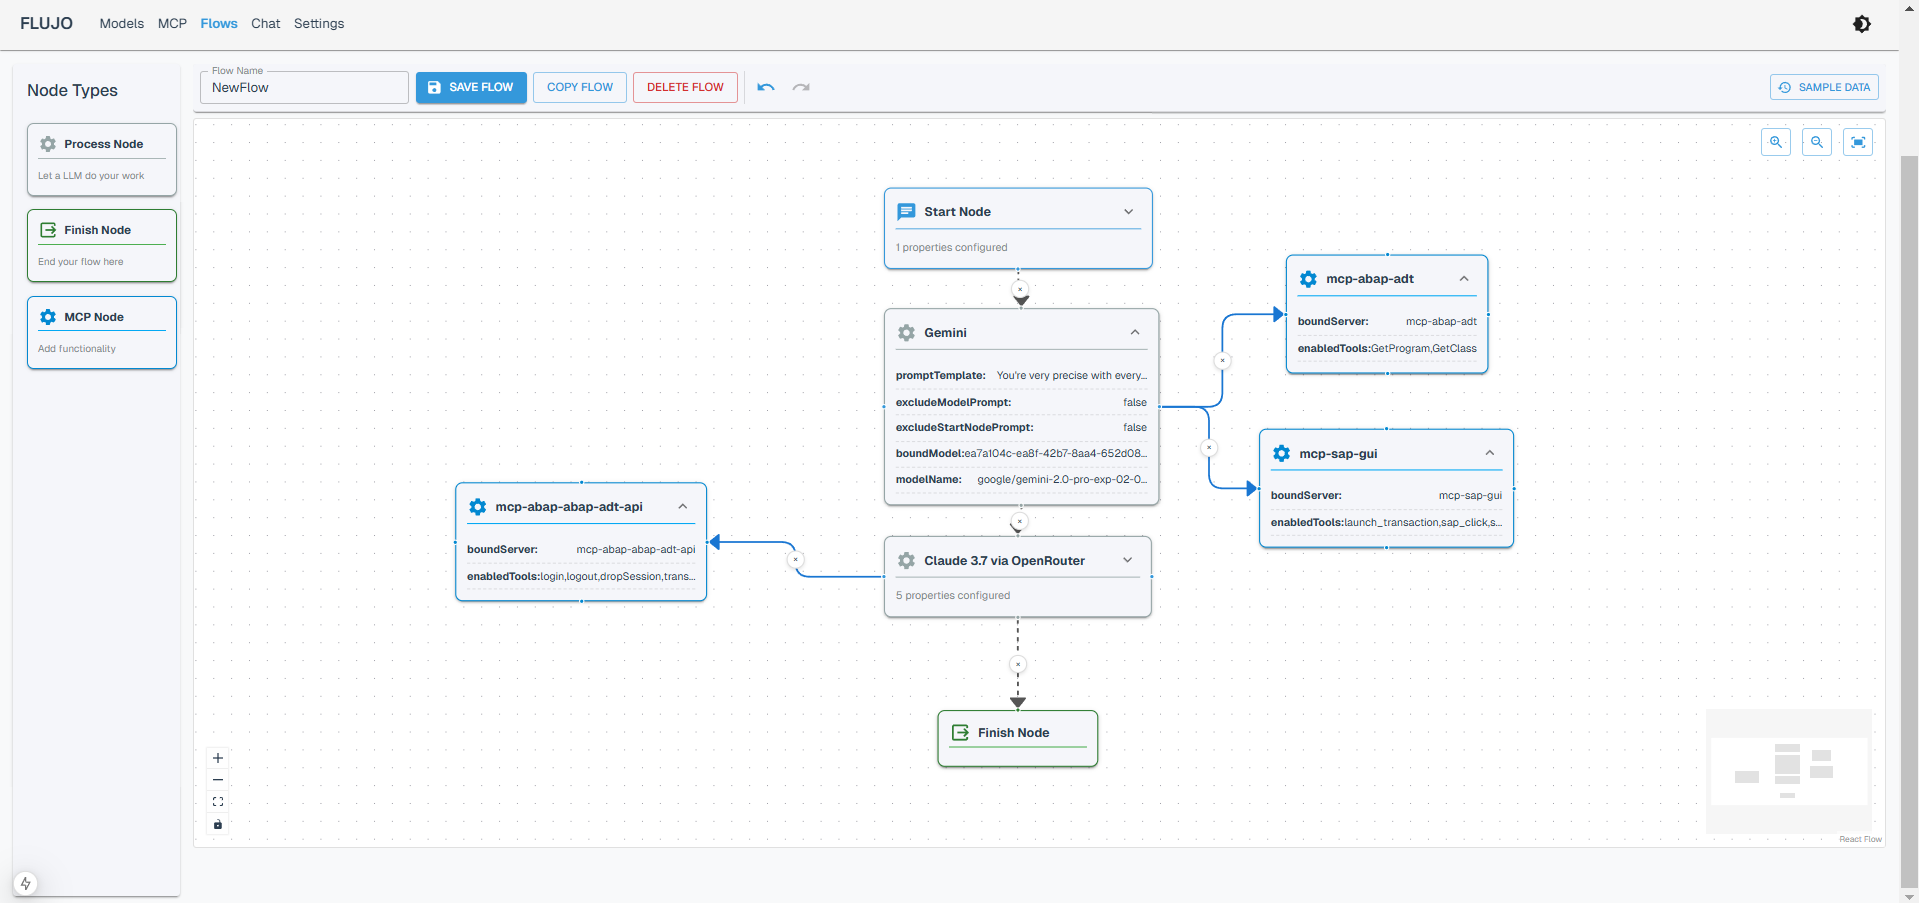 FLUJO Models MCP Flows Chat Settings
Node Types
Process Node
Let a LLM do your work
Finish Node
End your flow here
MCP Node
Add functionality
Flow Name
NewFlow
SAVE FLOW
COPY FLOW
DELETE FLOW
SAMPLE DATA
Start Node
1 properties configured
Gemini
promptTemplate: You're very precise with every...
excludeModelPrompt: false
excludeStartNodePrompt: false
boundModel:ea7a104c-ea8f-42b7-8aa4-652d08...
modelName: google/gemini-2.0-pro-exp-02-0...
mcp-abap-adt
boundServer: mcp-abap-adt
enabledTools:GetProgram,GetClass
mcp-sap-gui
boundServer: mcp-sap-gui
enabledTools:launch_transaction,sap_click,s...
mcp-abap-abap-adt-api
boundServer: mcp-abap-abap-adt-api
enabledTools:login,logout,dropSession,trans...
Claude 3.7 via OpenRouter
5 properties configured
Finish Node
React Flow